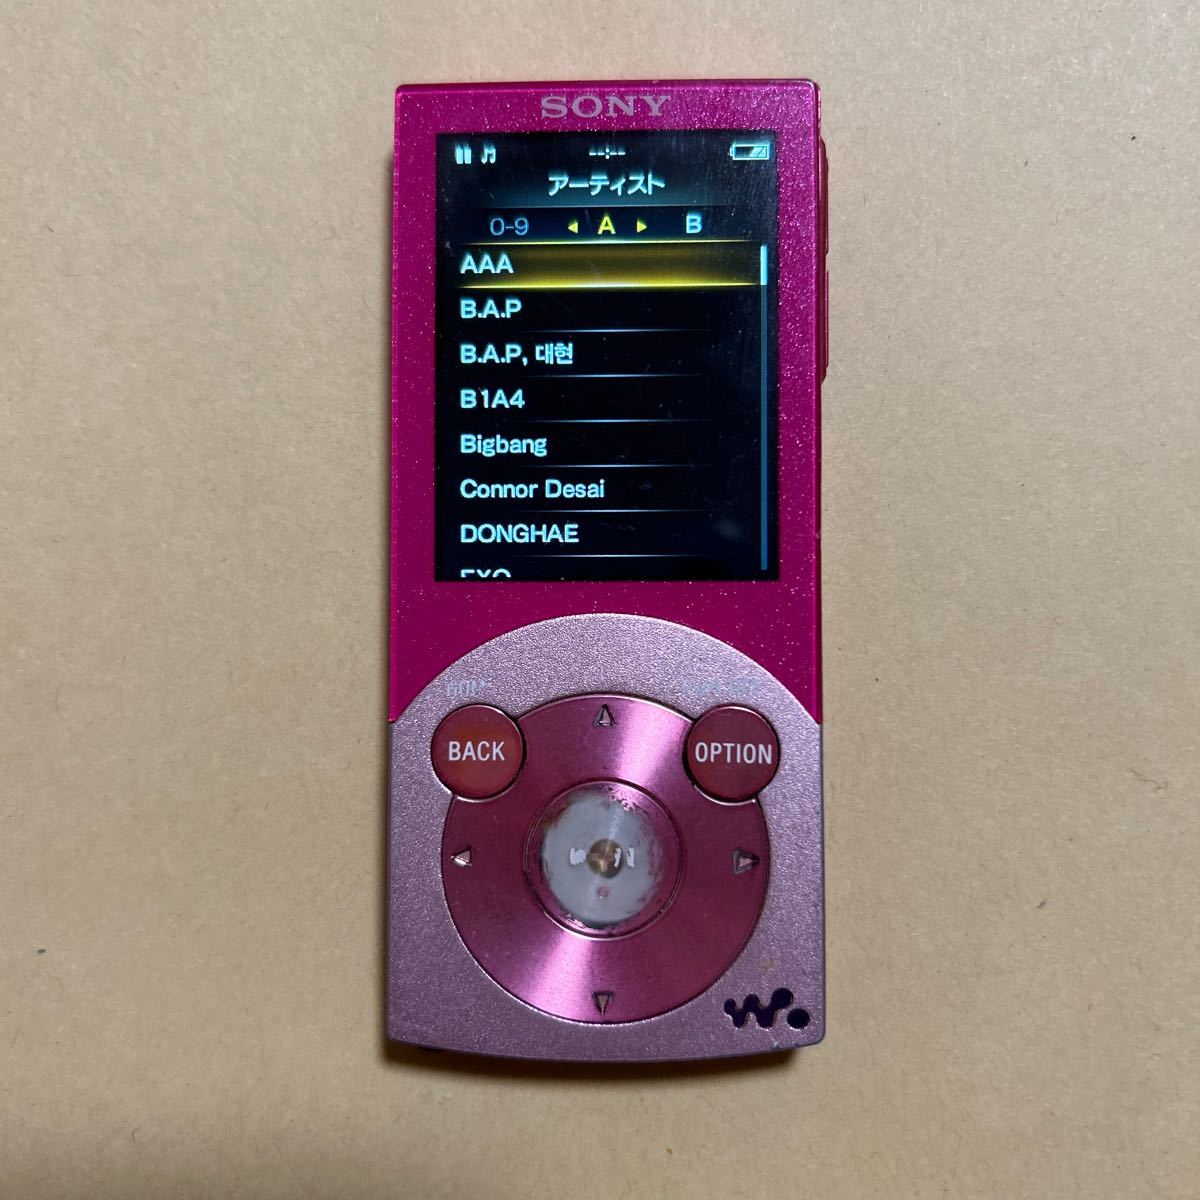 SONY
--:--
アーティスト
0-9 A B
AAA
B.A.P
B.A.P, 대현
B1A4
Bigbang
Connor Desai
DONGHAE
EXO
BACK
OPTION